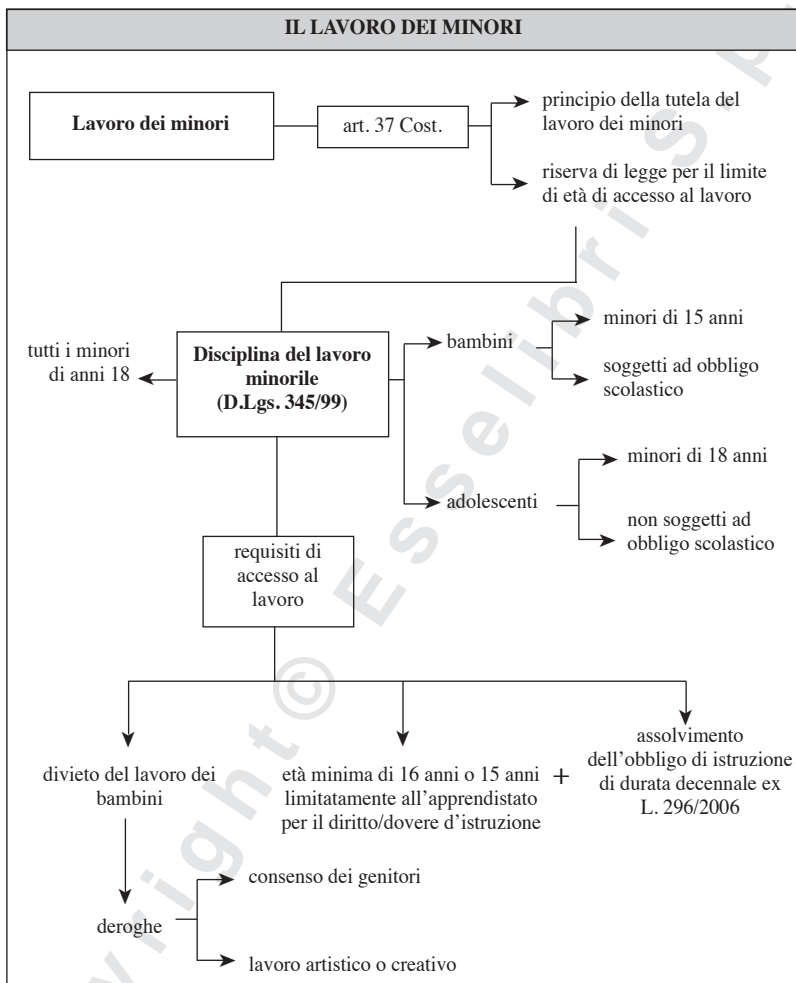 IL LAVORO DEI MINORI
Lavoro dei minori
art. 37 Cost.
principio della tutela del
lavoro dei minori
riserva di legge per il limite
di età di accesso al lavoro
tutti i minori
di anni 18
Disciplina del lavoro
minorile
(D.Lgs. 345/99)
bambini
minori di 15 anni
soggetti ad obbligo
scolastico
adolescenti
minori di 18 anni
non soggetti ad
obbligo scolastico
requisiti di
accesso al
lavoro
divieto del lavoro dei
bambini
età minima di 16 anni o 15 anni
limitatamente all'apprendistato
per il diritto/dovere d'istruzione
+
assolvimento
dell'obbligo di istruzione
di durata decennale ex
L. 296/2006
deroghe
consenso dei genitori
lavoro artistico o creativo
yright© Esselibri S.p